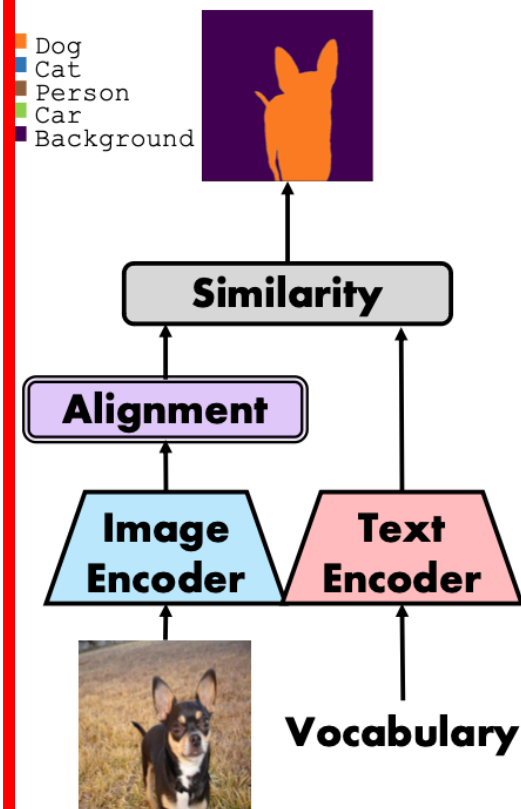 Dog
Cat
Person
Car
Background
Similarity
Alignment
Image
Encoder
Text
Encoder
Vocabulary